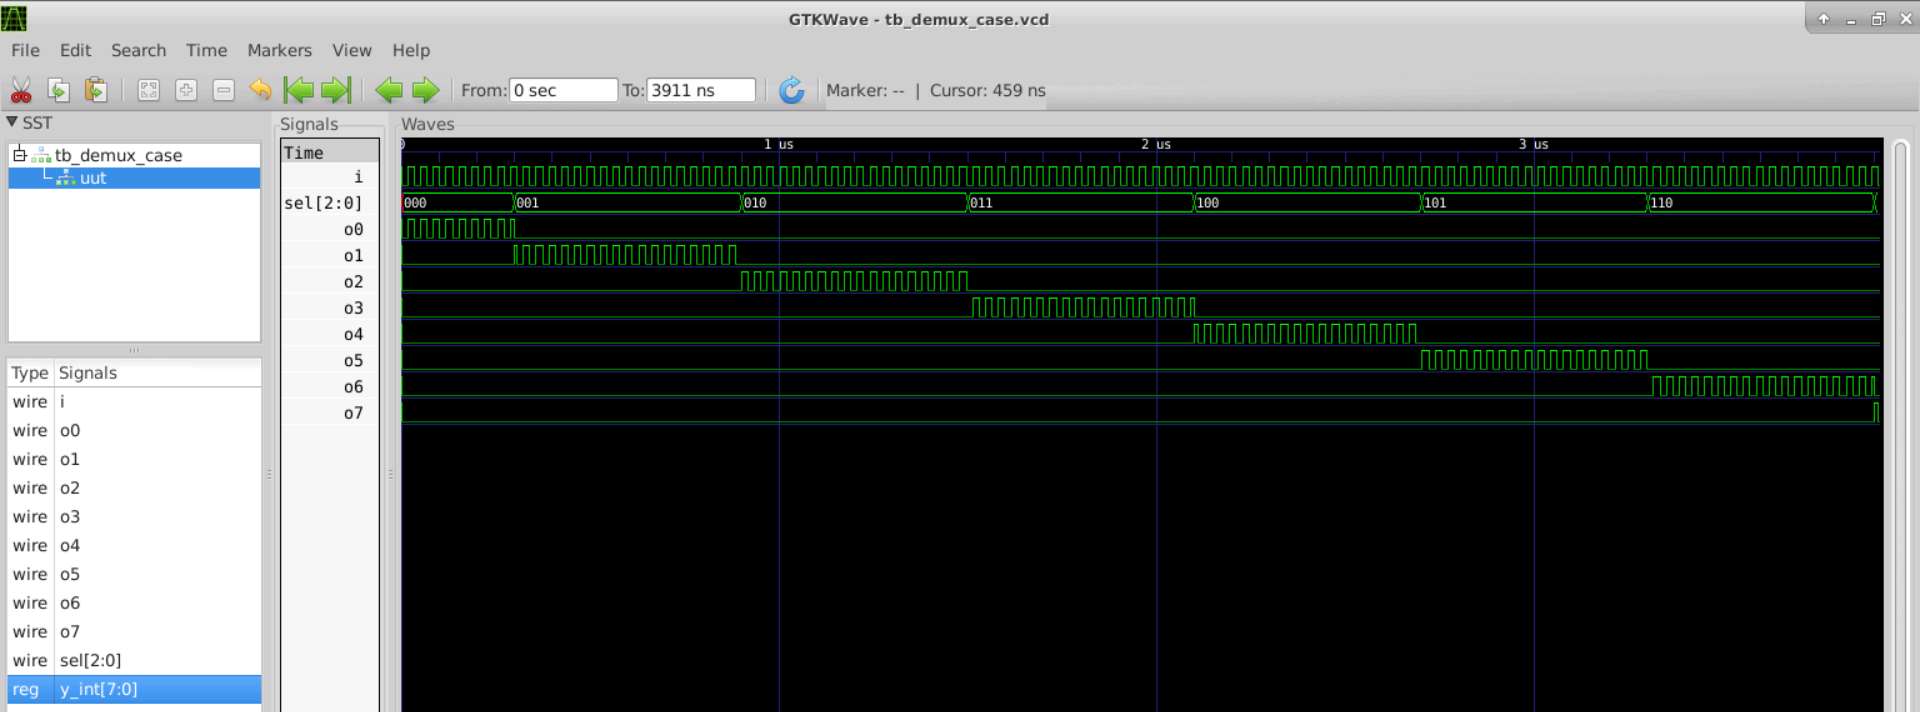 GTKWave - tb_demux_case.vcd
File Edit Search Time Markers View Help
From: 0 sec To: 3911 ns Marker: -- | Cursor: 459 ns
SST
tb_demux_case
uut
Type Signals
wire i
wire o0
wire o1
wire o2
wire o3
wire o4
wire o5
wire o6
wire o7
wire sel[2:0]
reg y_int[7:0]
Signals
Time
i
sel[2:0]
o0
o1
o2
o3
o4
o5
o6
o7
Waves
0 1 us 2 us 3 us
000 001 010 011 100 101 110